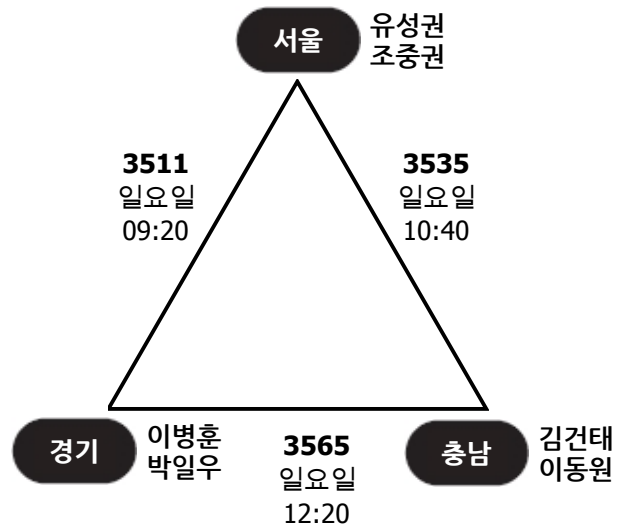 서울
유성권
조중권
3511
일요일
09:20
3535
일요일
10:40
경기
이병훈
박일우
3565
일요일
12:20
충남
김건태
이동원